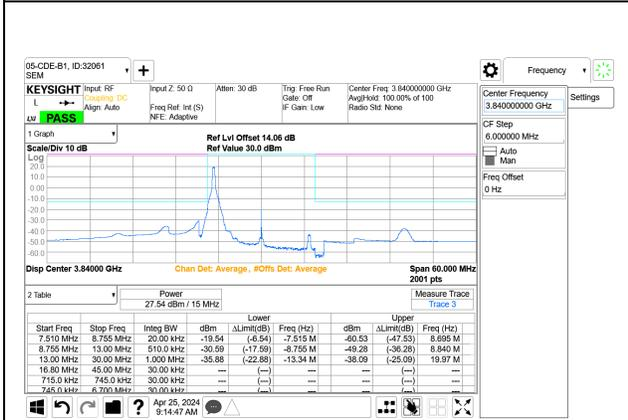 05-CDE-B1, ID:32061
SEM
Frequency
KEYSIGHT
Input: RF
Coupling: DC
Align: Auto
Input Z: 50 Ω
Freq Ref: Int (S)
NFE: Adaptive
Atten: 30 dB
Trig: Free Run
Gate: Off
IF Gain: Low
Center Freq: 3.840000000 GHz
Avg|Hold: 100.00% of 100
Radio Std: None
L
LXI
PASS
Center Frequency
3.840000000 GHz
Settings
CF Step
6.000000 MHz
Auto
Man
Freq Offset
0 Hz
1 Graph
Scale/Div 10 dB
Ref Lvl Offset 14.06 dB
Ref Value 30.0 dBm
Log
20.0
10.0
0.00
-10.0
-20.0
-30.0
-40.0
-50.0
-60.0
Disp Center 3.84000 GHz
Chan Det: Average , #Offs Det: Average
Span 60.000 MHz
2001 pts
2 Table
Power
27.54 dBm / 15 MHz
Measure Trace
Trace 3
Lower Upper
Start Freq Stop Freq Integ BW dBm ΔLimit(dB) Freq (Hz) dBm ΔLimit(dB) Freq (Hz)
7.510 MHz 8.755 MHz 20.00 kHz -19.54 (-6.54) -7.515 M -60.53 (-47.53) 8.695 M
8.755 MHz 13.00 MHz 510.0 kHz -30.59 (-17.59) -8.755 M -49.28 (-36.28) 8.840 M
13.00 MHz 30.00 MHz 1.000 MHz -35.88 (-22.88) -13.34 M -38.09 (-25.09) 19.97 M
16.80 MHz 45.00 MHz 30.00 kHz --- (---) --- (---)
715.0 kHz 745.0 kHz 30.00 kHz --- (---) --- (---)
745.0 kHz 6.700 MHz 30.00 kHz --- (---) --- (---)
Apr 25, 2024
9:14:47 AM